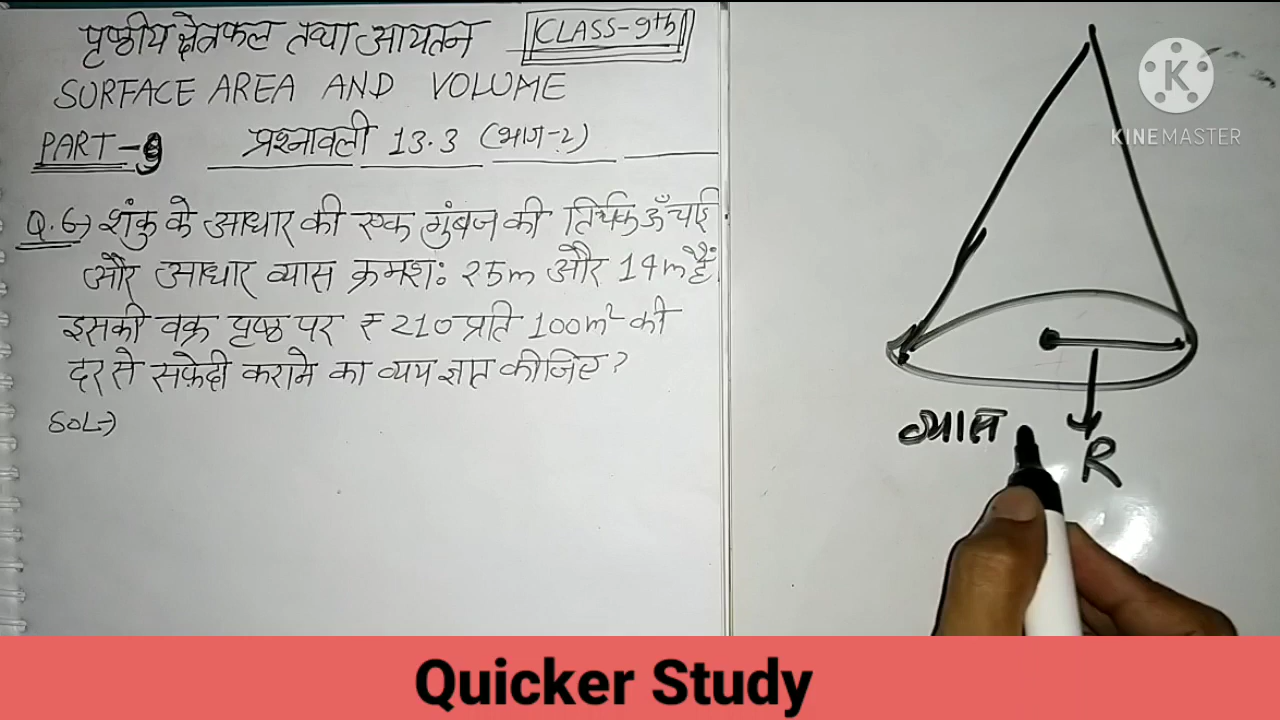 पृष्ठीय क्षेत्रफल तथा आयतन
CLASS-9th
SURFACE AREA AND VOLUME
PART-9 प्रश्नावली 13.3 (भाग-2)
Q.6→ शंकु के आधार की एक गुंबज की तिर्यक ऊँचाई
और आधार व्यास क्रमश: 25m और 14m हैं.
इसकी वक्र पृष्ठ पर ₹210 प्रति 100m² की
दर से सफ़ेदी कराने का व्यय ज्ञात कीजिए?
SOL→)
K
KINEMASTER
व्यास
R
Quicker Study